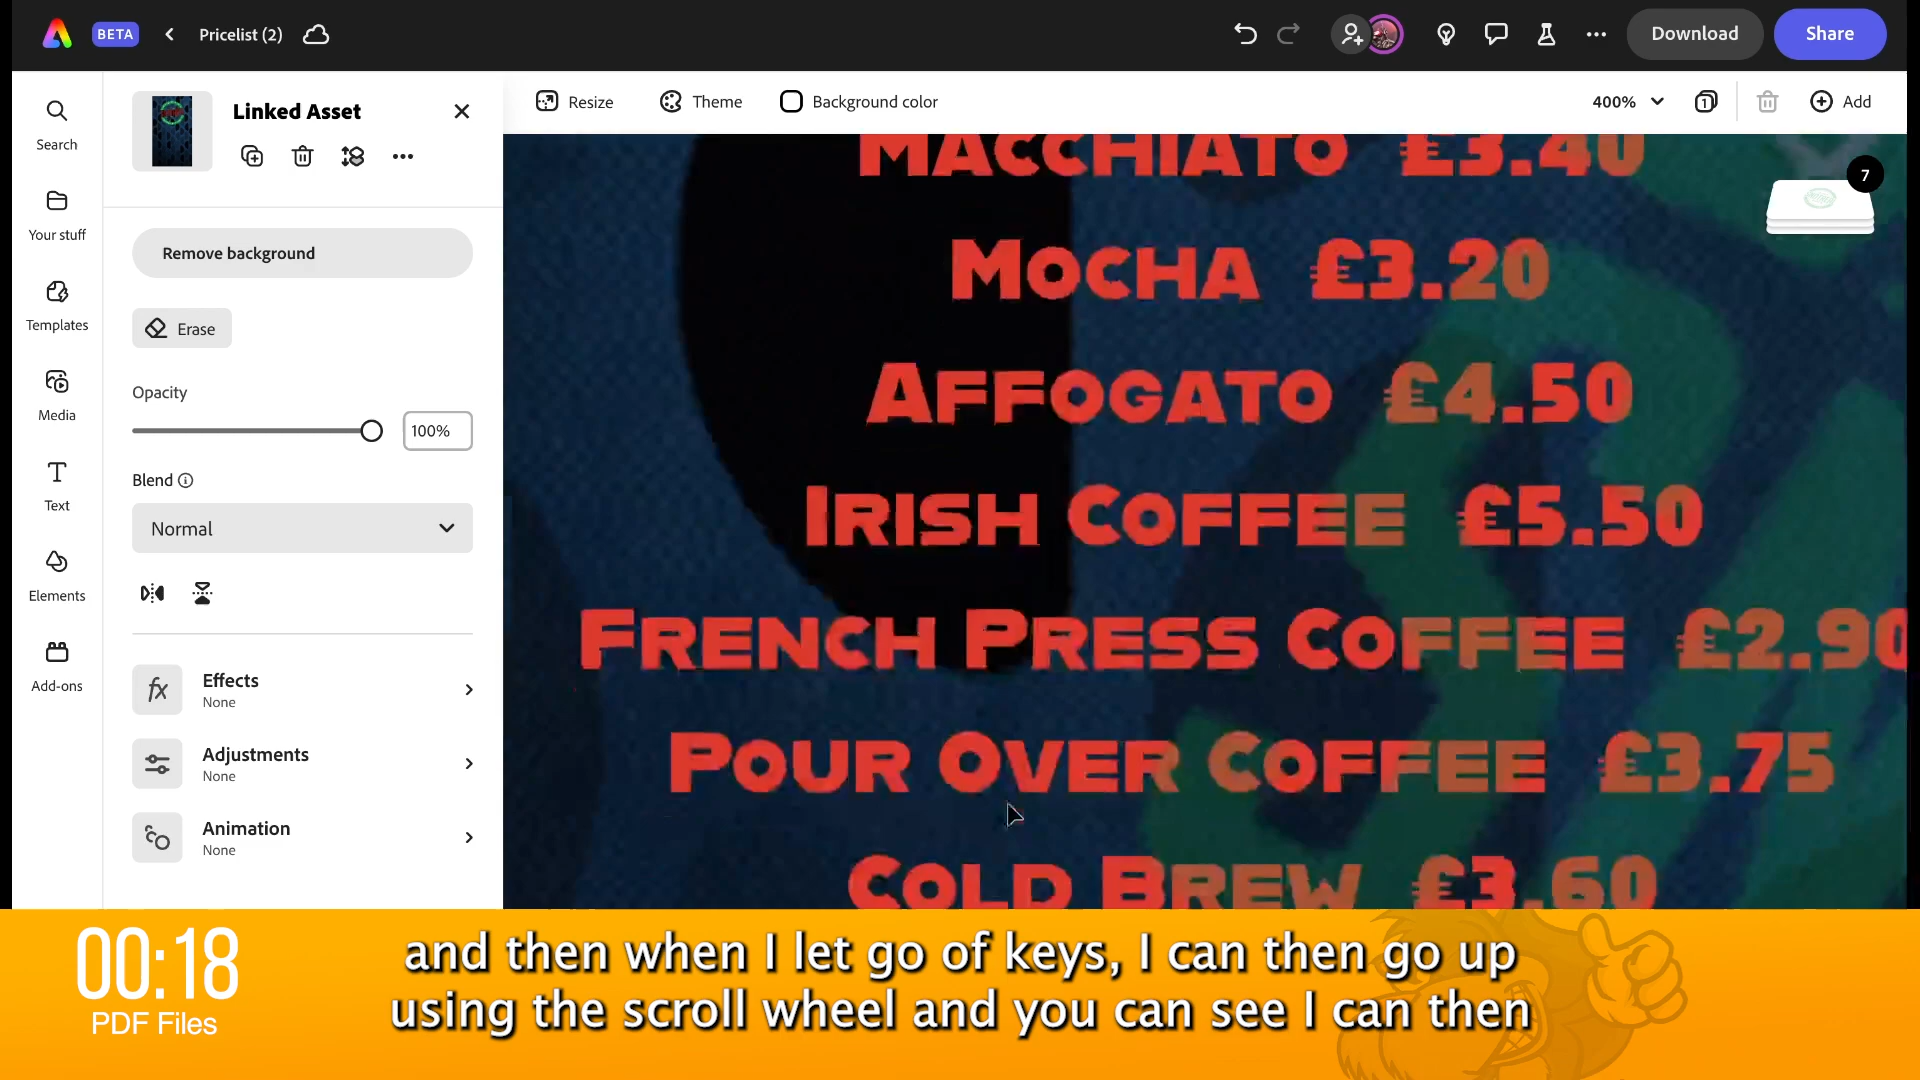 BETA
Pricelist (2)
Download
Share
Search
Your stuff
Templates
Media
Text
Elements
Add-ons
Linked Asset
Remove background
Erase
Opacity
100%
Blend
Normal
Effects
None
Adjustments
None
Animation
None
Resize
Theme
Background color
400%
1
Add
7
MACCHIATO £3.40
MOCHA £3.20
AFFOGATO £4.50
IRISH COFFEE £5.50
FRENCH PRESS COFFEE £2.90
POUR OVER COFFEE £3.75
COLD BREW £3.60
00:18
PDF Files
and then when I let go of keys, I can then go up
using the scroll wheel and you can see I can then